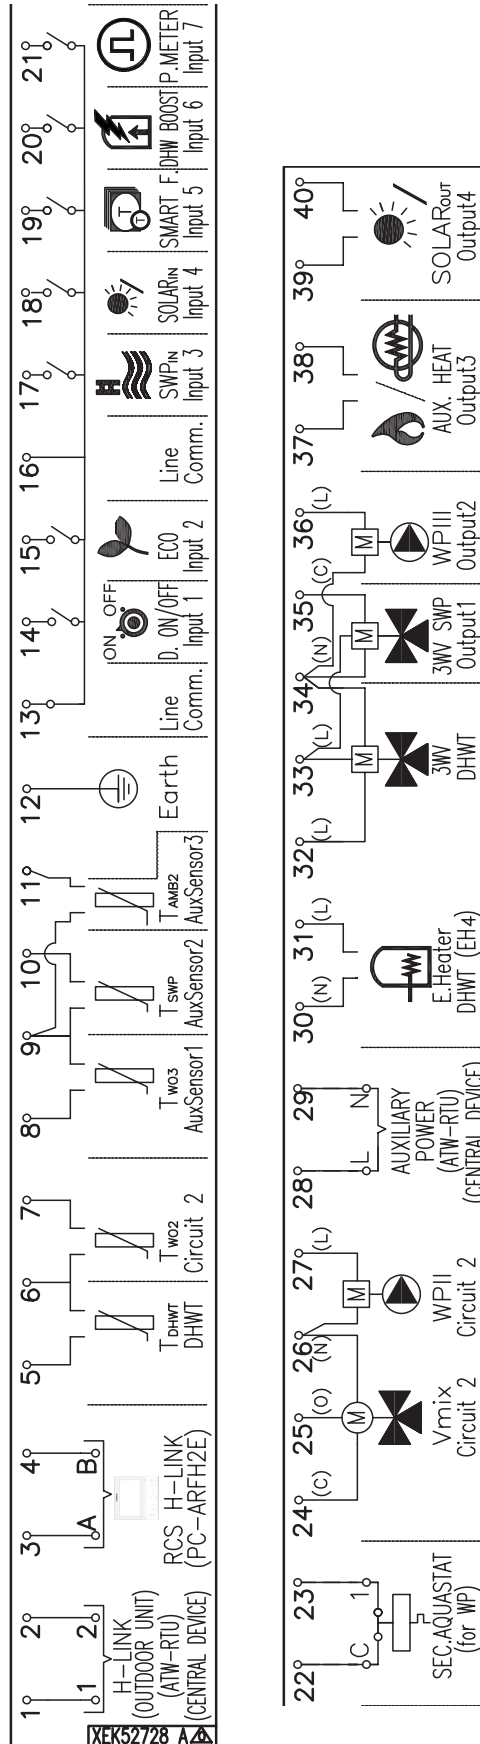 1 2
1 2
H-LINK
(OUTDOOR UNIT)
(ATW-RTU)
(CENTRAL DEVICE)
3 4
A B
RCS H-LINK
(PC-ARFH2E)
5 6 7
TDHWT
DHWT
TWO2
Circuit 2
8 9 10 11
TWO3
AuxSensor1
TSWP
AuxSensor2
TAMB2
AuxSensor3
12
Earth
13
Line
Comm.
14
ON OFF
D. ON/OFF
Input 1
15
ECO
Input 2
16
Line
Comm.
17
SWPIN
Input 3
18
SOLARIN
Input 4
19
T
T
SMART F.
Input 5
20
DHW BOOST
Input 6
21
P.METER
Input 7
XEK52728 A
22 23
C 1
SEC.AQUASTAT
(for WP)
24 25 26 27
(C) (O) (N) (L)
M
Vmix
Circuit 2
M
WPII
Circuit 2
28 29
L N
AUXILIARY
POWER
(ATW-RTU)
(CENTRAL DEVICE)
30 31
(N) (L)
E.Heater
DHWT (EH4)
32 33 34 35 36
(L) (L) (N) (C) (L)
M
3WV
DHWT
M
3WV SWP
Output1
M
WPIII
Output2
37 38
/
AUX. HEAT
Output3
39 40
/
SOLAROUT
Output4